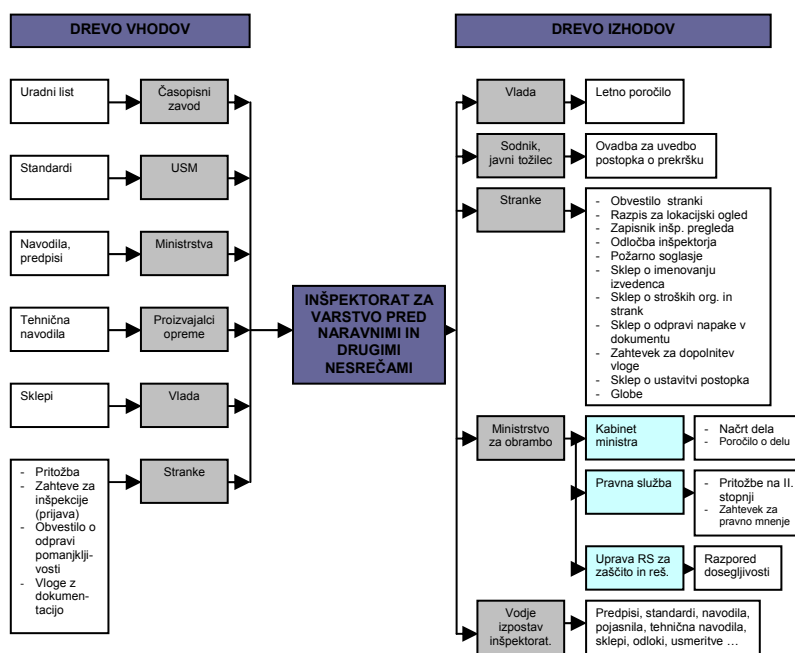 DREVO VHODOV
Uradni list
Časopisni
zavod
Standardi
USM
Navodila,
predpisi
Ministrstva
Tehnična
navodila
Proizvajalci
opreme
Sklepi
Vlada
- Pritožba
- Zahteve za
inšpekcije
(prijava)
- Obvestilo o
odpravi
pomanjklji-
vosti
- Vloge z
dokumen-
tacijo
Stranke
INŠPEKTORAT ZA
VARSTVO PRED
NARAVNIMI IN
DRUGIMI
NESREČAMI
DREVO IZHODOV
Vlada
Letno poročilo
Sodnik,
javni tožilec
Ovadba za uvedbo
postopka o prekršku
Stranke
- Obvestilo stranki
- Razpis za lokacijski ogled
- Zapisnik inšp. pregleda
- Odločba inšpektorja
- Požarno soglasje
- Sklep o imenovanju
izvedenca
- Sklep o stroških org. in
strank
- Sklep o odpravi napake v
dokumentu
- Zahtevek za dopolnitev
vloge
- Sklep o ustavitvi postopka
- Globe
Ministrstvo
za obrambo
Kabinet
ministra
- Načrt dela
- Poročilo o delu
Pravna služba
- Pritožbe na II.
stopnji
- Zahtevek za
pravno mnenje
Uprava RS za
zaščito in reš.
Razpored
dosegljivosti
Vodje
izpostav
inšpektorat.
Predpisi, standardi, navodila,
pojasnila, tehnična navodila,
sklepi, odloki, usmeritve ...